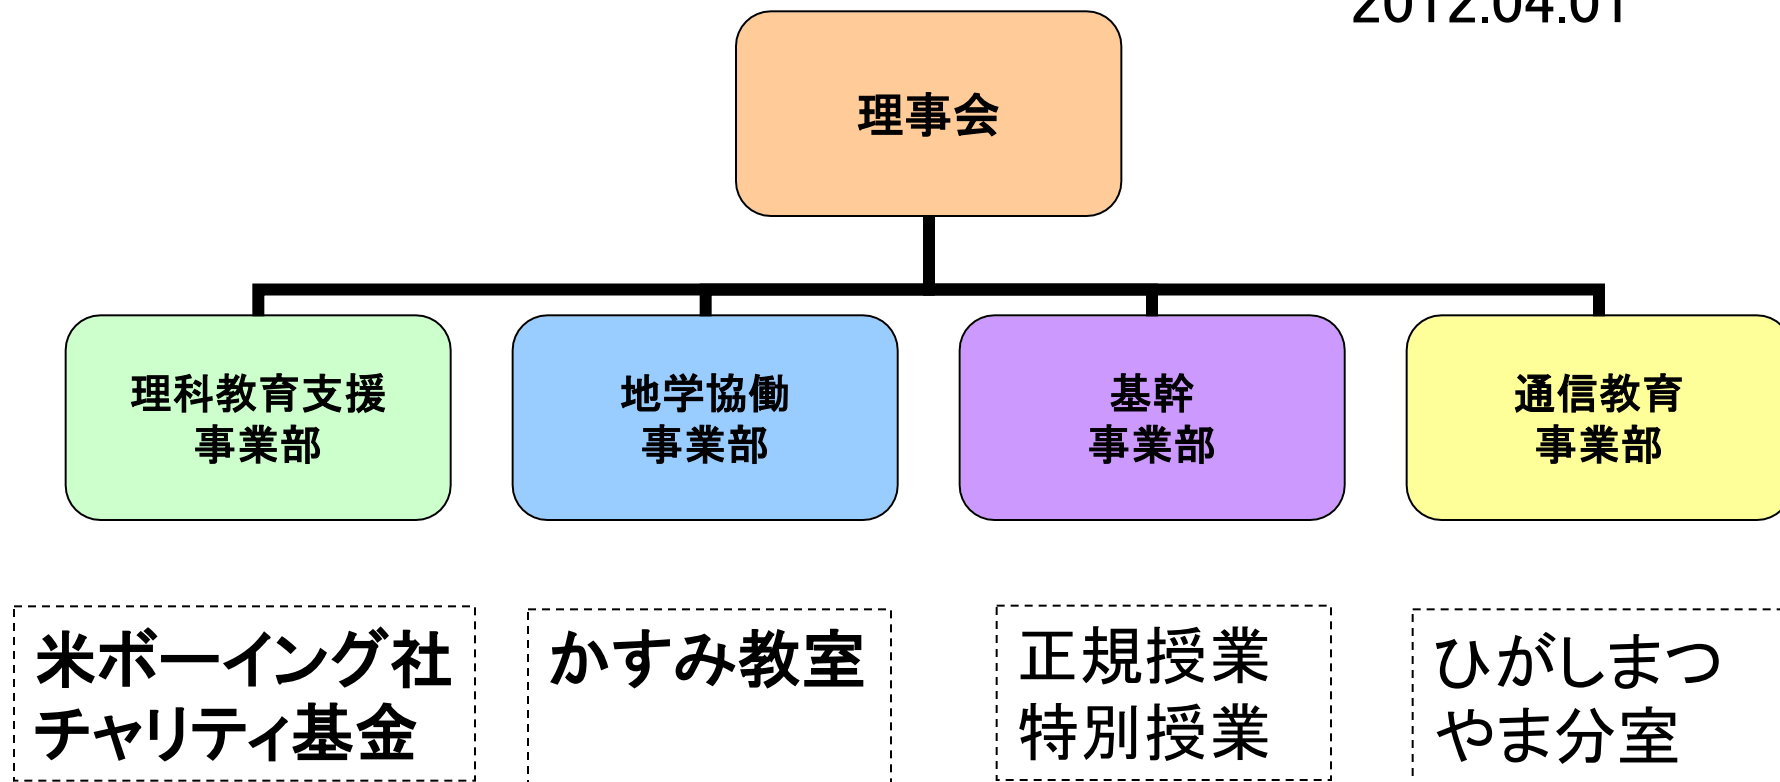 2012.04.01
理事会
理科教育支援
事業部
地学協働
事業部
基幹
事業部
通信教育
事業部
米ボーイング社
チャリティ基金
かすみ教室
正規授業
特別授業
ひがしまつ
やま分室